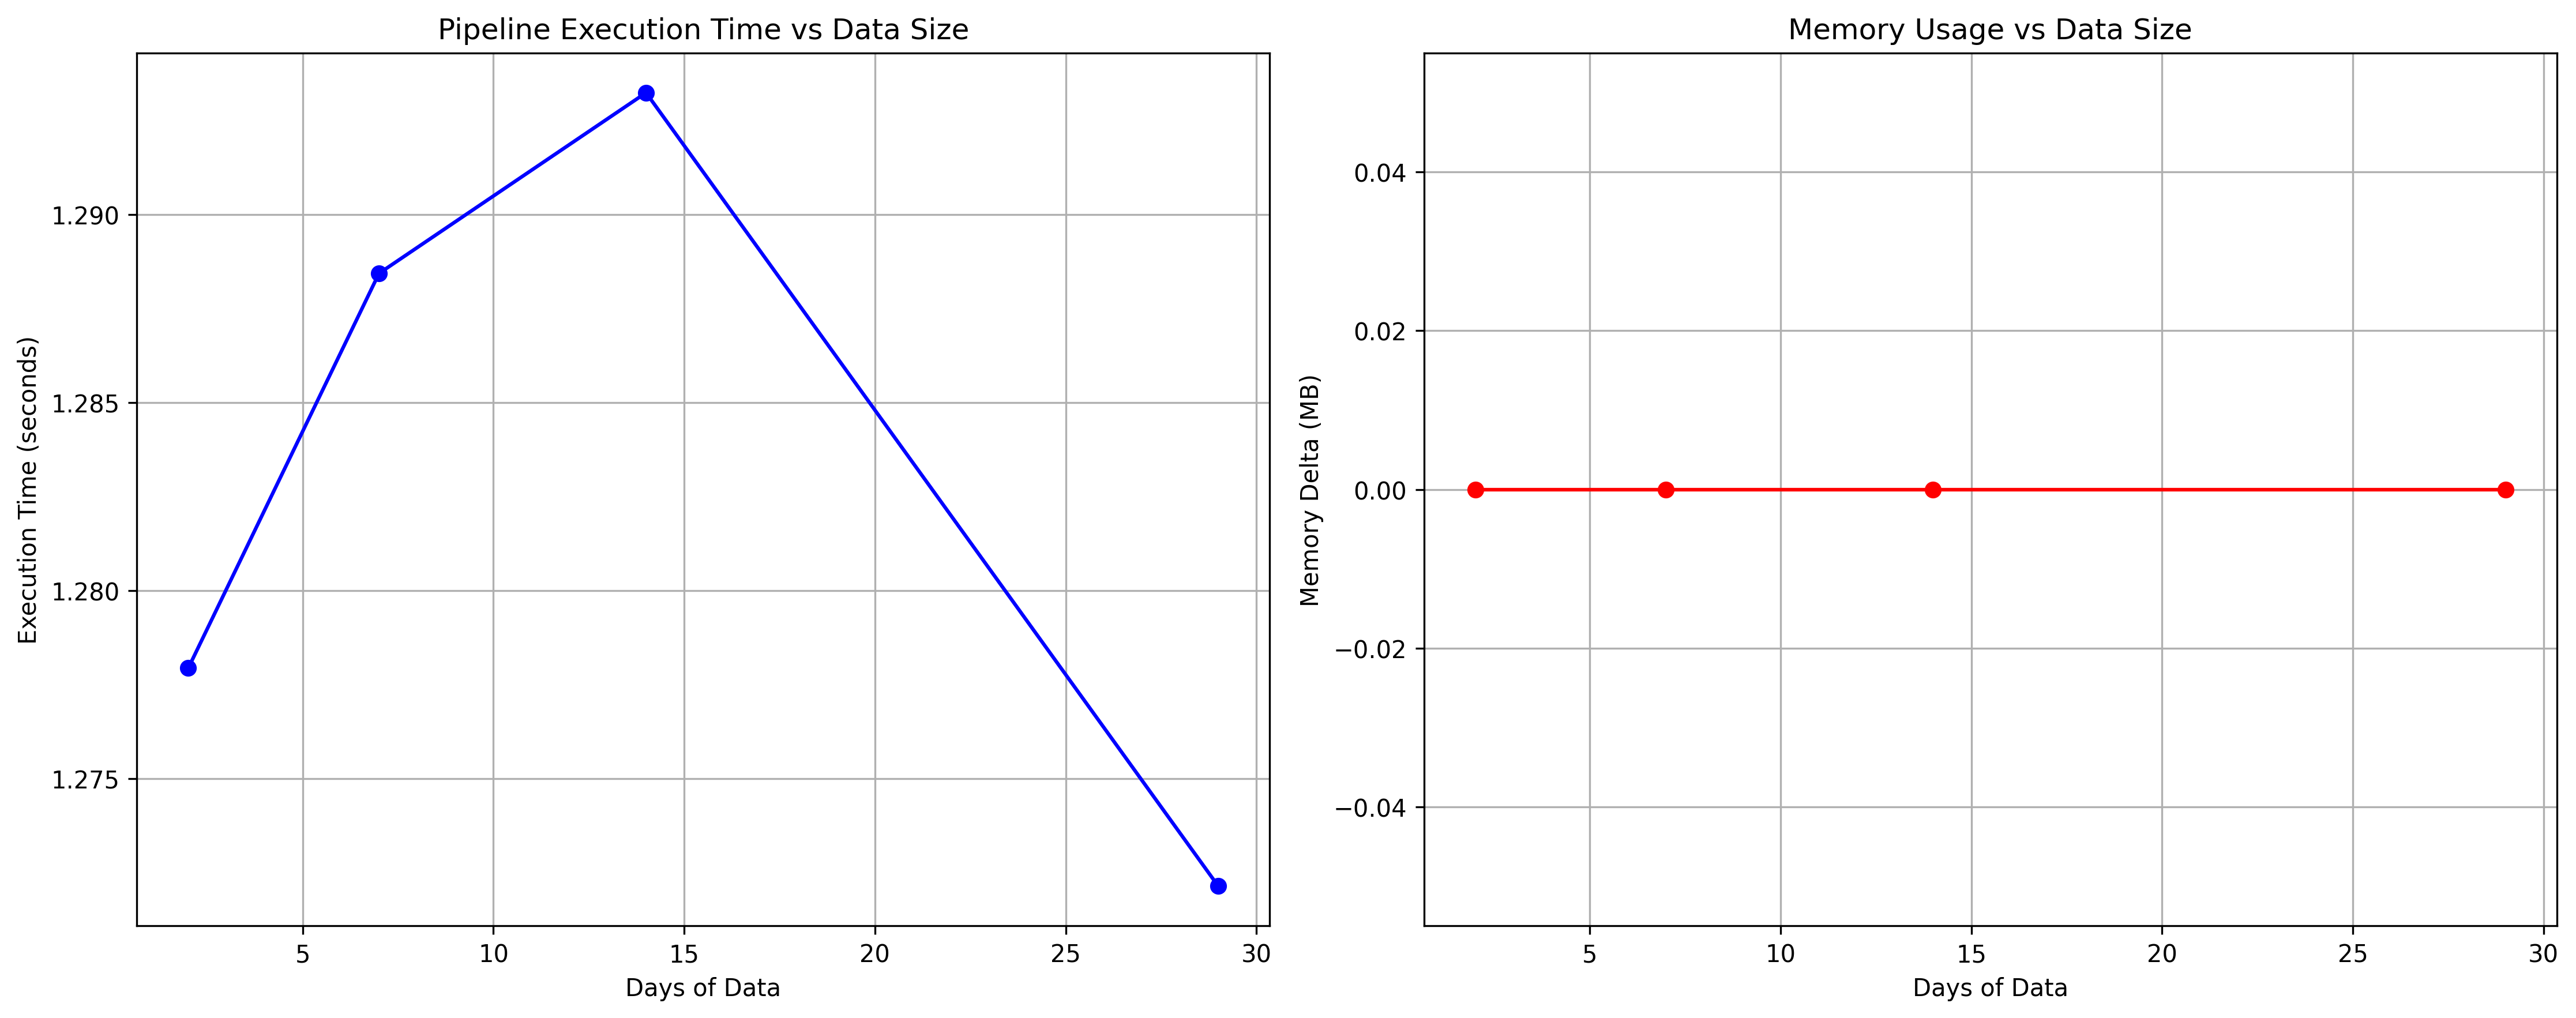 Pipeline Execution Time vs Data Size
Execution Time (seconds)
1.290
1.285
1.280
1.275
5 10 15 20 25 30
Days of Data
Memory Usage vs Data Size
Memory Delta (MB)
0.04
0.02
0.00
−0.02
−0.04
5 10 15 20 25 30
Days of Data